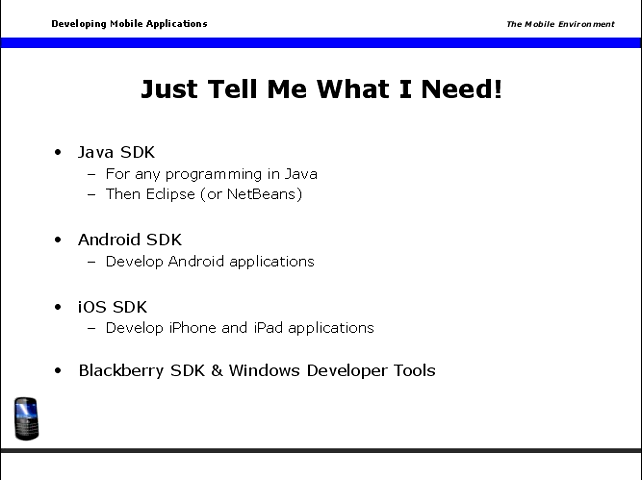 Developing Mobile Applications
The Mobile Environment
Just Tell Me What I Need!
• Java SDK
– For any programming in Java
– Then Eclipse (or NetBeans)
• Android SDK
– Develop Android applications
• iOS SDK
– Develop iPhone and iPad applications
• Blackberry SDK & Windows Developer Tools